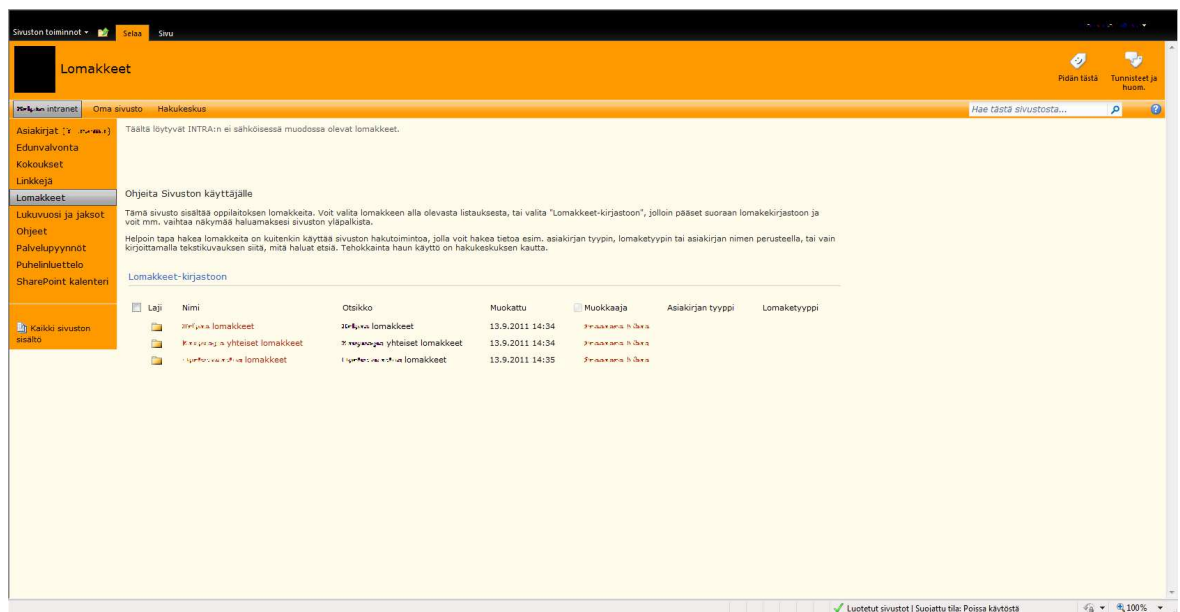 Sivuston toiminnot Selaa Sivu
Lomakkeet
Pidän tästä Tunnisteet ja huom.
intranet Oma sivusto Hakukeskus Hae tästä sivustosta...
Asiakirjat
Edunvalvonta
Kokoukset
Linkkejä
Lomakkeet
Lukuvuosi ja jaksot
Ohjeet
Palvelupyynnöt
Puhelinluettelo
SharePoint kalenteri
Kaikki sivuston
sisältö
Täältä löytyvät INTRA:n ei sähköisessä muodossa olevat lomakkeet.
Ohjeita Sivuston käyttäjälle
Tämä sivusto sisältää oppilaitoksen lomakkeita. Voit valita lomakkeen alla olevasta listauksesta, tai valita "Lomakkeet-kirjastoon", jolloin pääset suoraan lomakekirjastoon ja
voit mm. vaihtaa näkymää haluamaksesi sivuston yläpalkista.
Helpoin tapa hakea lomakkeita on kuitenkin käyttää sivuston hakutoimintoa, jolla voit hakea tietoa esim. asiakirjan tyypin, lomaketyypin tai asiakirjan nimen perusteella, tai vain
kirjoittamalla tekstikuvauksen siitä, mitä haluat etsiä. Tehokkainta haun käyttö on hakukeskuksen kautta.
Lomakkeet-kirjastoon
Laji Nimi Otsikko Muokattu Muokkaaja Asiakirjan tyyppi Lomaketyyppi
lomakkeet lomakkeet 13.9.2011 14:34
yhteiset lomakkeet yhteiset lomakkeet 13.9.2011 14:34
lomakkeet lomakkeet 13.9.2011 14:35
Luotetut sivustot | Suojattu tila: Poissa käytöstä 100%